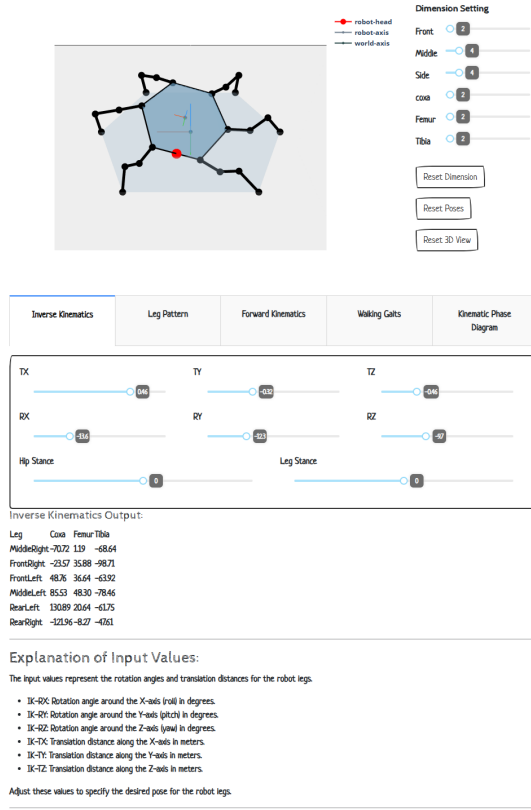 Dimension Setting
robot-head
robot-axis
world-axis
Front 2
Middle 4
Side 4
coxa 2
Femur 2
Tibia 2
Reset Dimension
Reset Poses
Reset 3D View
Inverse Kinematics
Leg Pattern
Forward Kinematics
Walking Gaits
Kinematic Phase Diagram
TX 0.46
TY -0.32
TZ -0.46
RX -13.6
RY -12.3
RZ -9.7
Hip Stance 0
Leg Stance 0
Inverse Kinematics Output:
Leg Coxa Femur Tibia
MiddleRight -70.72 1.19 -68.64
FrontRight -23.57 35.88 -98.71
FrontLeft 48.76 36.64 -63.92
MiddleLeft 85.53 48.30 -78.46
RearLeft 130.89 20.64 -61.75
RearRight -121.96 -8.27 -47.61
Explanation of Input Values:
The input values represent the rotation angles and translation distances for the robot legs.
• IK-RX: Rotation angle around the X-axis (roll) in degrees.
• IK-RY: Rotation angle around the Y-axis (pitch) in degrees.
• IK-RZ: Rotation angle around the Z-axis (yaw) in degrees.
• IK-TX: Translation distance along the X-axis in meters.
• IK-TY: Translation distance along the Y-axis in meters.
• IK-TZ: Translation distance along the Z-axis in meters.
Adjust these values to specify the desired pose for the robot legs.